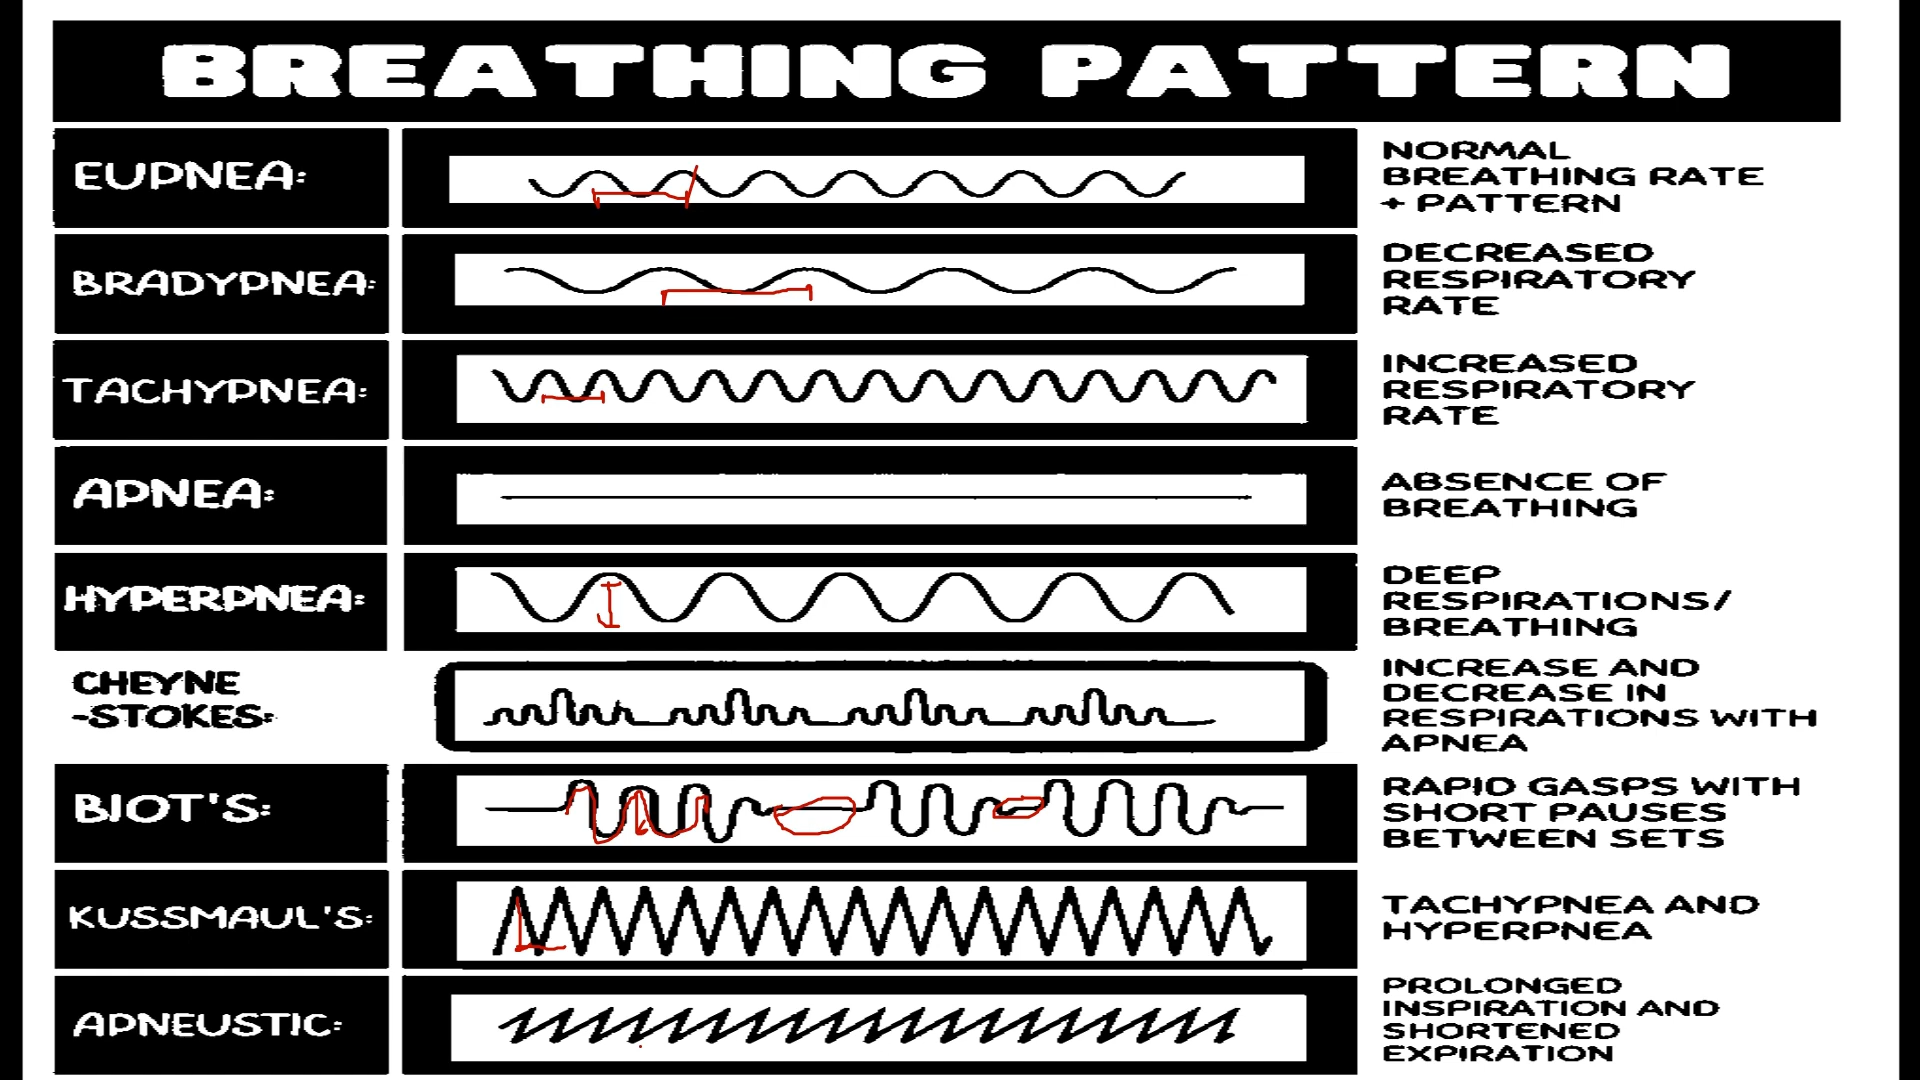 BREATHING PATTERN
EUPNEA:
NORMAL
BREATHING RATE
+ PATTERN
BRADYPNEA:
DECREASED
RESPIRATORY
RATE
TACHYPNEA:
INCREASED
RESPIRATORY
RATE
APNEA:
ABSENCE OF
BREATHING
HYPERPNEA:
DEEP
RESPIRATIONS/
BREATHING
CHEYNE
-STOKES:
INCREASE AND
DECREASE IN
RESPIRATIONS WITH
APNEA
BIOT'S:
RAPID GASPS WITH
SHORT PAUSES
BETWEEN SETS
KUSSMAUL'S:
TACHYPNEA AND
HYPERPNEA
APNEUSTIC:
PROLONGED
INSPIRATION AND
SHORTENED
EXPIRATION